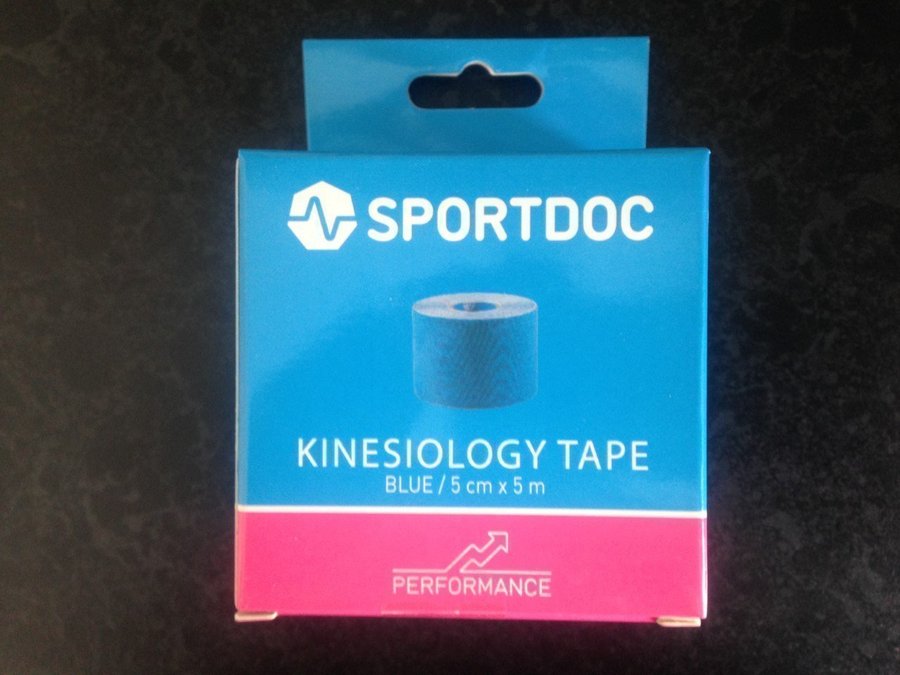 SPORTDOC
KINESIOLOGY TAPE
BLUE / 5 cm x 5 m
PERFORMANCE